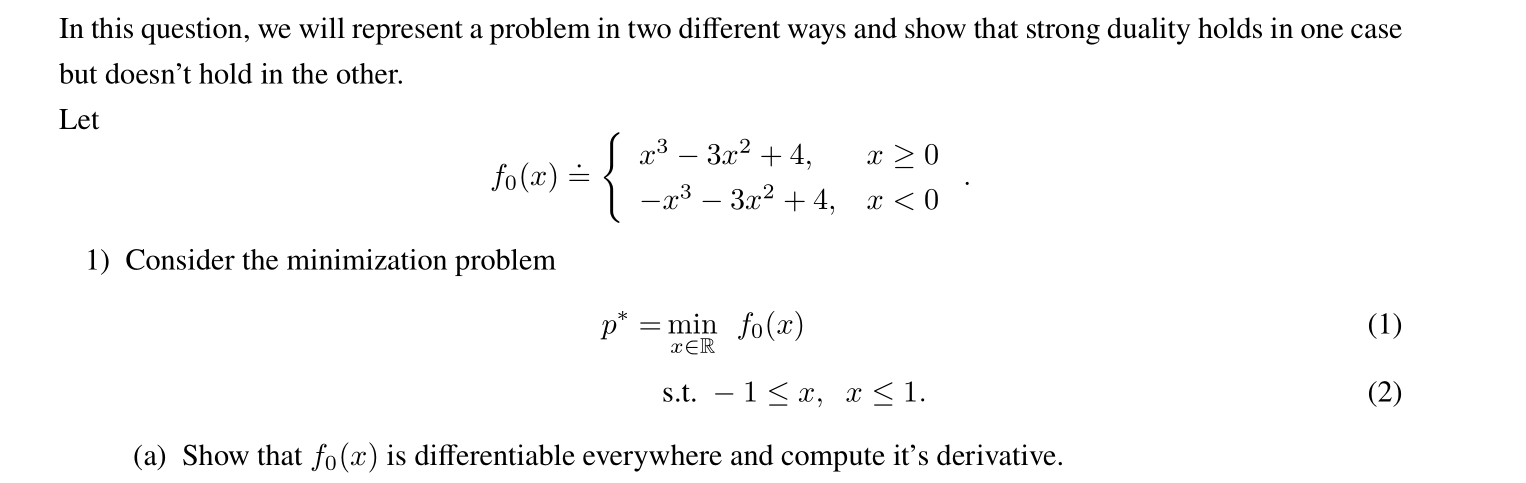 In this question, we will represent a problem in two different ways and show that strong duality holds in one case
but doesn't hold in the other.
Let
f₀(x) ≐ { x³ − 3x² + 4, x ≥ 0
−x³ − 3x² + 4, x < 0 .
1) Consider the minimization problem
p* = min f₀(x) (1)
x∈ℝ
s.t. − 1 ≤ x, x ≤ 1. (2)
(a) Show that f₀(x) is differentiable everywhere and compute it's derivative.